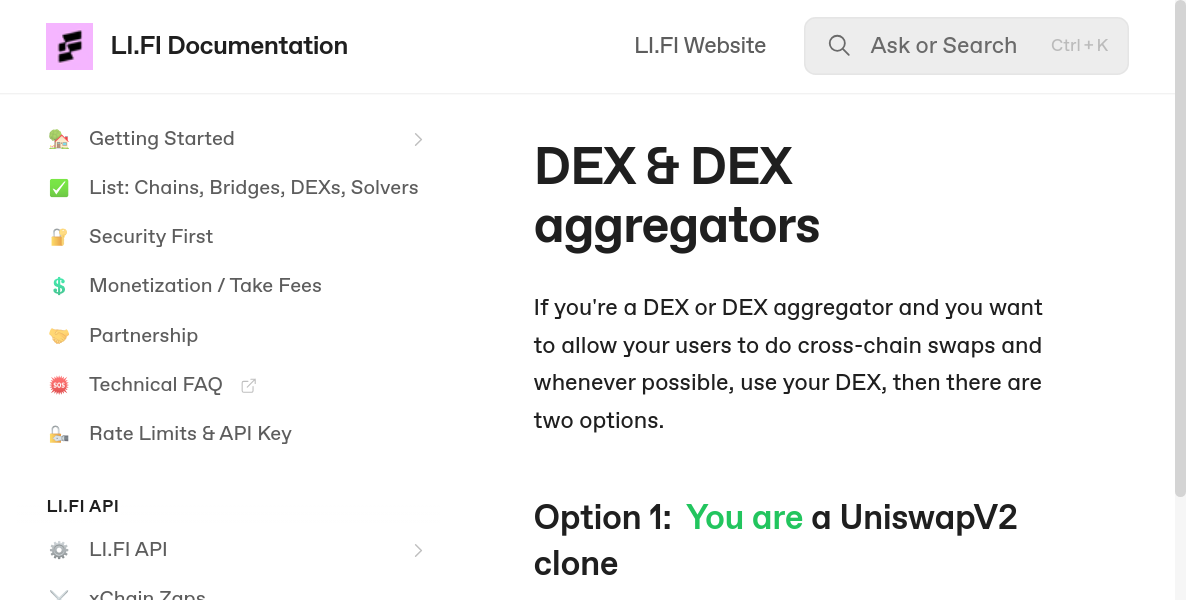 LI.FI Documentation
LI.FI Website
Ask or Search
Ctrl + K
Getting Started
List: Chains, Bridges, DEXs, Solvers
Security First
Monetization / Take Fees
Partnership
Technical FAQ
Rate Limits & API Key
LI.FI API
LI.FI API
xChain Zaps
DEX & DEX
aggregators
If you're a DEX or DEX aggregator and you want
to allow your users to do cross-chain swaps and
whenever possible, use your DEX, then there are
two options.
Option 1: You are a UniswapV2
clone